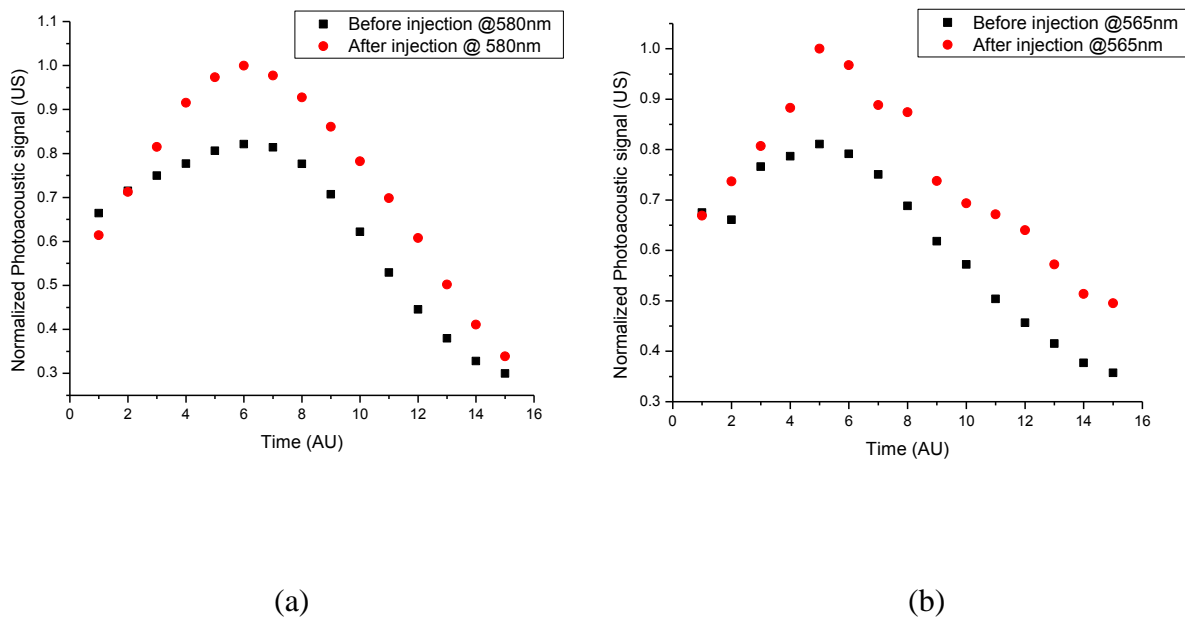 Before injection @580nm
After injection @ 580nm
Normalized Photoacoustic signal (US)
1.1
1.0
0.9
0.8
0.7
0.6
0.5
0.4
0.3
0 2 4 6 8 10 12 14 16
Time (AU)
(a)
Before injection @565nm
After injection @565nm
Normalized Photoacoustic signal (US)
1.0
0.9
0.8
0.7
0.6
0.5
0.4
0.3
0 2 4 6 8 10 12 14 16
Time (AU)
(b)